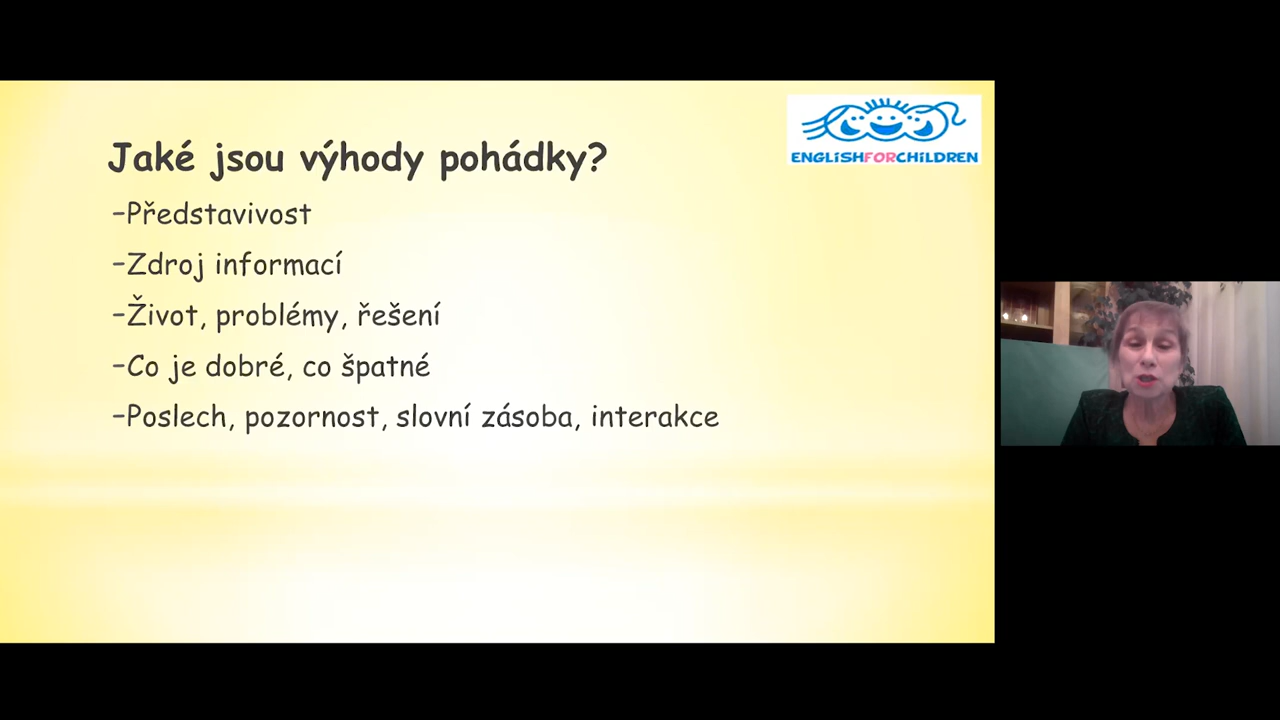 Jaké jsou výhody pohádky?
-Představivost
-Zdroj informací
-Život, problémy, řešení
-Co je dobré, co špatné
-Poslech, pozornost, slovní zásoba, interakce
ENGLISHFORCHILDREN